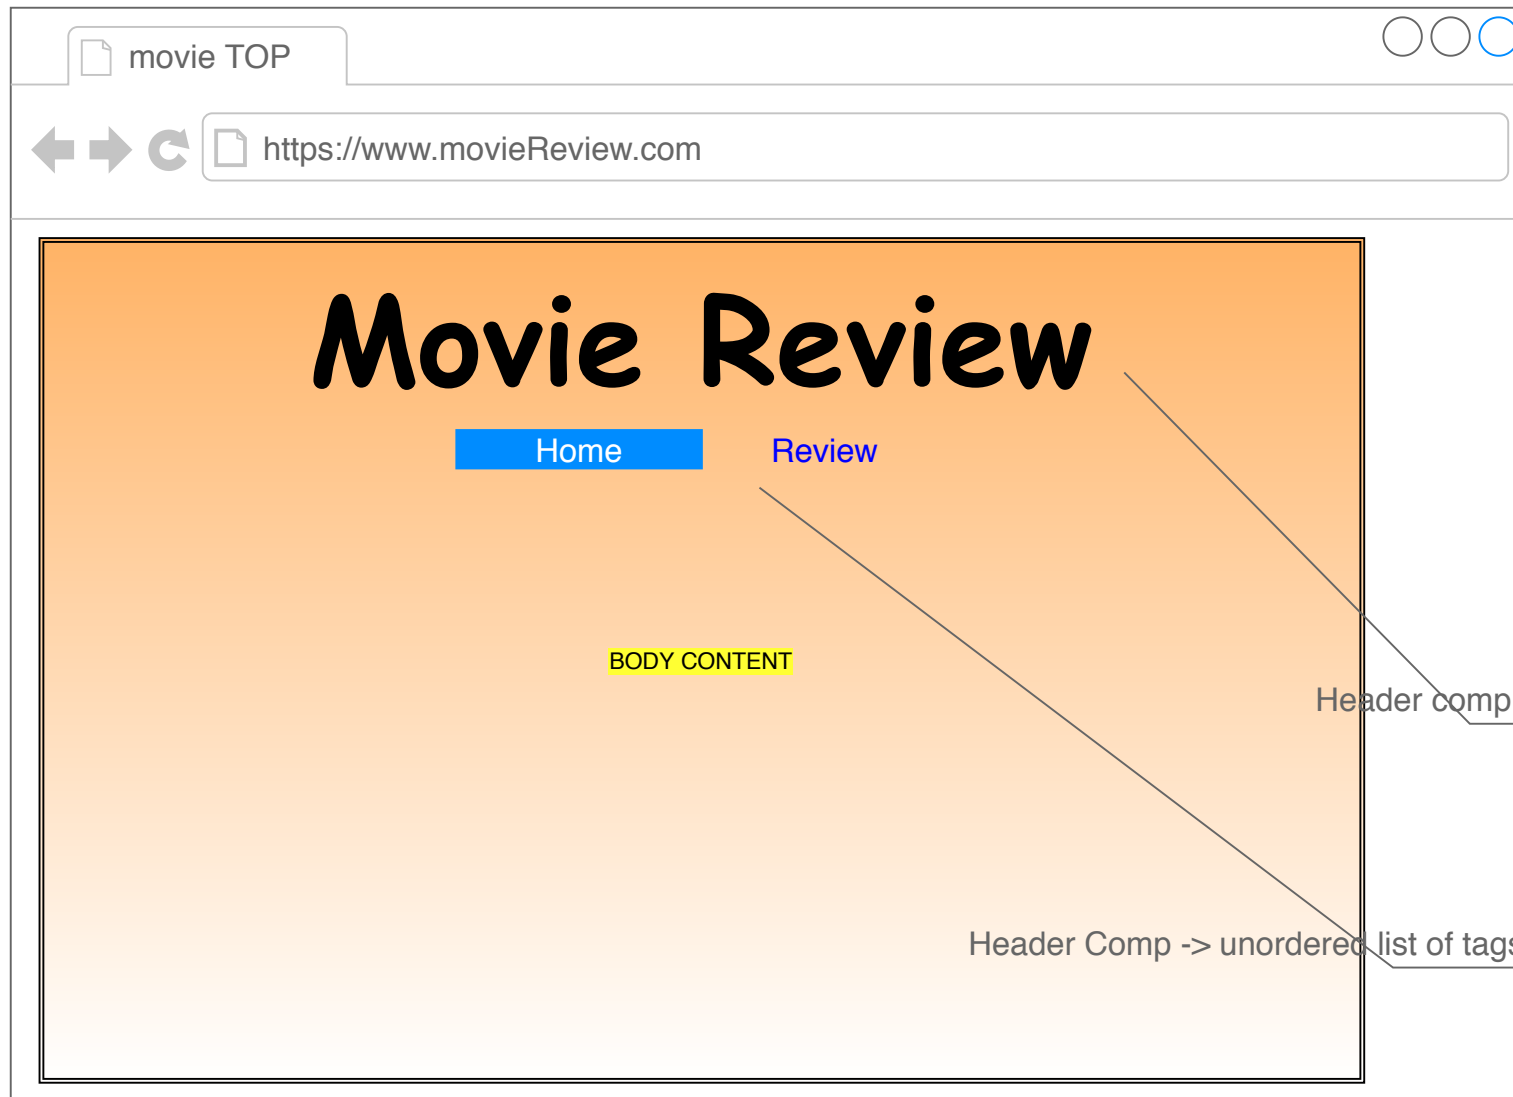 movie TOP
https://www.movieReview.com
Movie Review
Home
Review
BODY CONTENT
Header comp
Header Comp -> unordered list of tags